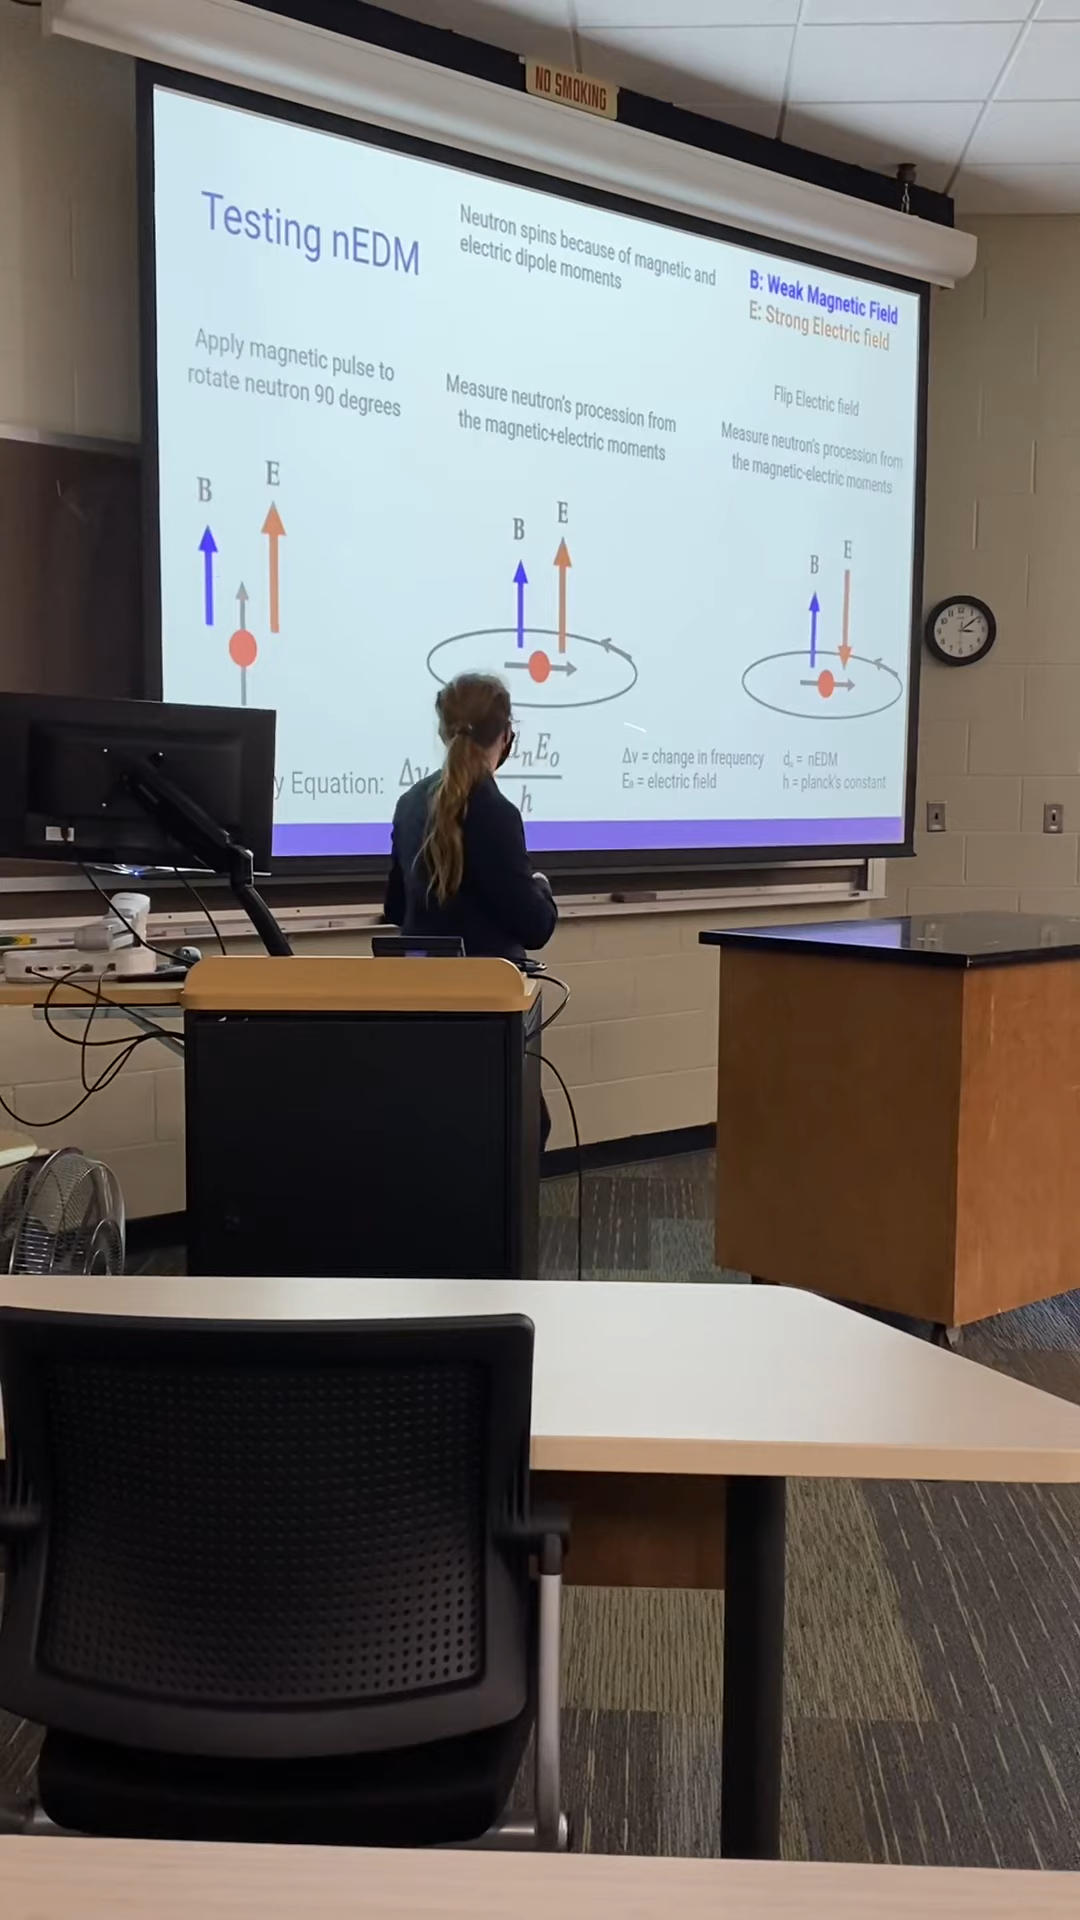 NO SMOKING
Testing nEDM
Neutron spins because of magnetic and
electric dipole moments
B: Weak Magnetic Field
E: Strong Electric field
Apply magnetic pulse to
rotate neutron 90 degrees
Measure neutron's procession from
the magnetic+electric moments
Flip Electric field
Measure neutron's procession from
the magnetic-electric moments
B E
B E
B E
y Equation: Δν
nE₀
h
Δv = change in frequency
E₀ = electric field
dₙ = nEDM
h = planck's constant